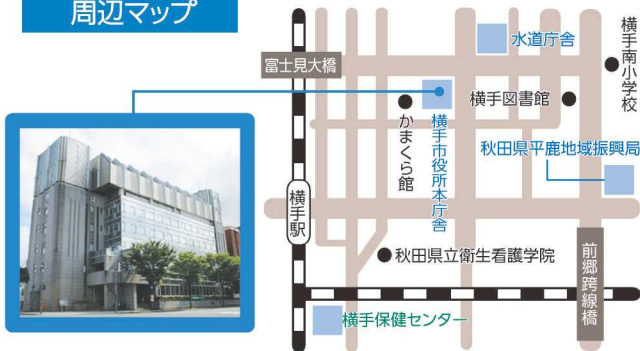 周辺マップ
水道庁舎
横手南小学校
富士見大橋
横手図書館
かまくら館
横手市役所本庁舎
秋田県平鹿地域振興局
横手駅
秋田県立衛生看護学院
前郷跨線橋
横手保健センター